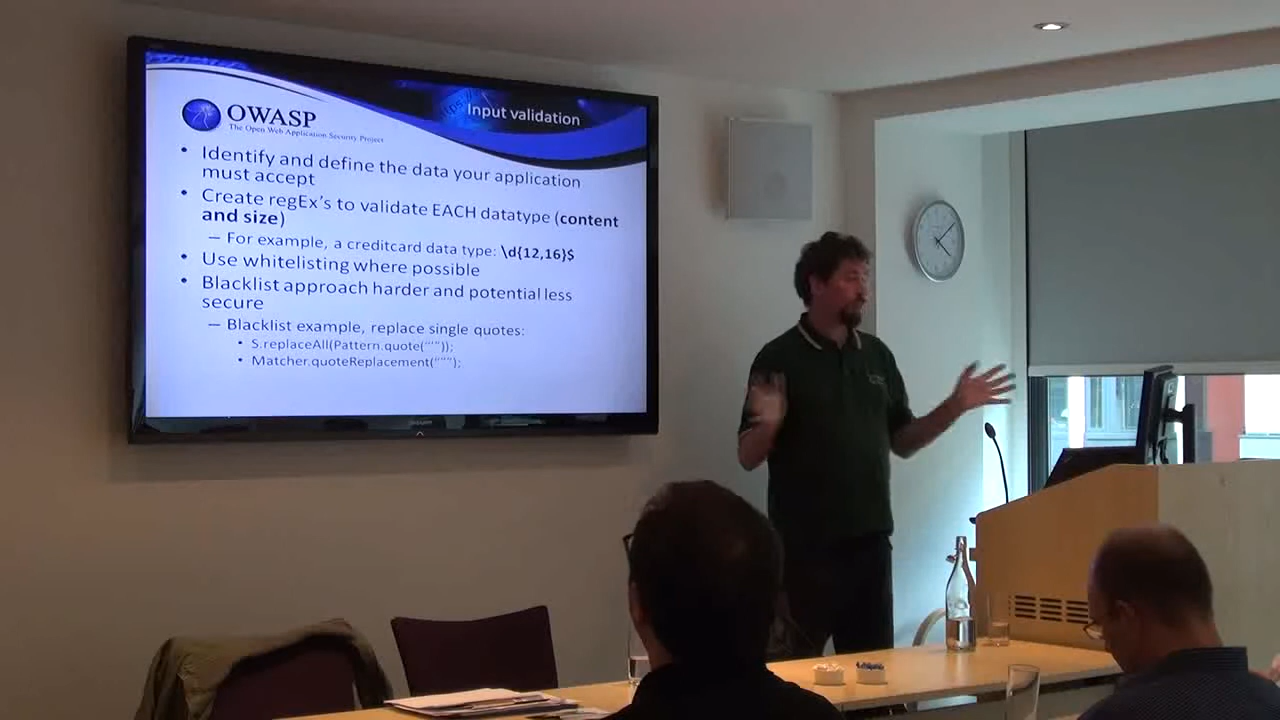 Input validation
OWASP
The Open Web Application Security Project
• Identify and define the data your application
must accept
• Create regEx's to validate EACH datatype (content
and size)
– For example, a creditcard data type: \d{12,16}$
• Use whitelisting where possible
• Blacklist approach harder and potential less
secure
– Blacklist example, replace single quotes:
• S.replaceAll(Pattern.quote("'"));
• Matcher.quoteReplacement(""");